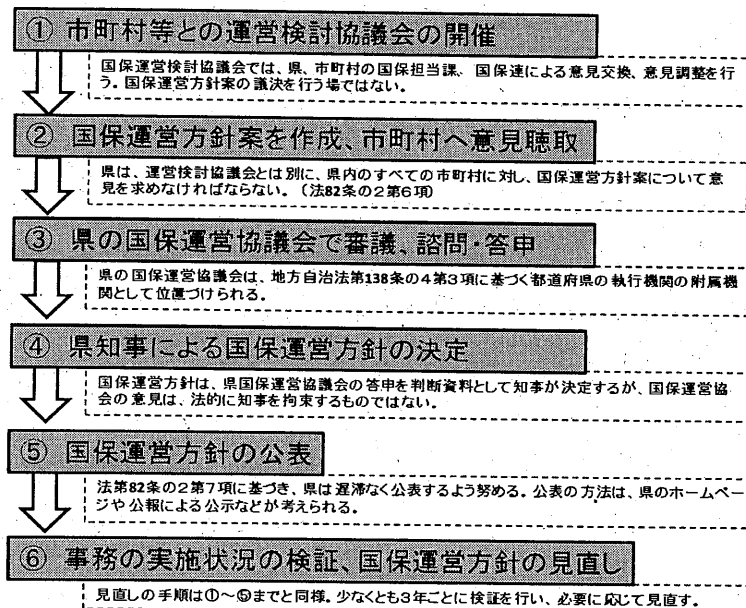 ① 市町村等との運営検討協議会の開催
国保運営検討協議会では、県、市町村の国保担当課、国保連による意見交換、意見調整を行
う。国保運営方針案の議決を行う場ではない。
② 国保運営方針案を作成、市町村へ意見聴取
県は、運営検討協議会とは別に、県内のすべての市町村に対し、国保運営方針案について意
見を求めなければならない。（法82条の2第6項）
③ 県の国保運営協議会で審議、諮問・答申
県の国保運営協議会は、地方自治法第138条の4第3項に基づく都道府県の執行機関の附属機
関として位置づけられる。
④ 県知事による国保運営方針の決定
国保運営方針は、県国保運営協議会の答申を判断資料として知事が決定するが、国保運営協
会の意見は、法的に知事を拘束するものではない。
⑤ 国保運営方針の公表
法第82条の2第7項に基づき、県は遅滞なく公表するよう努める。公表の方法は、県のホームペー
ジや公報による公示などが考えられる。
⑥ 事務の実施状況の検証、国保運営方針の見直し
見直しの手順は①～⑤までと同様。少なくとも3年ごとに検証を行い、必要に応じて見直す。